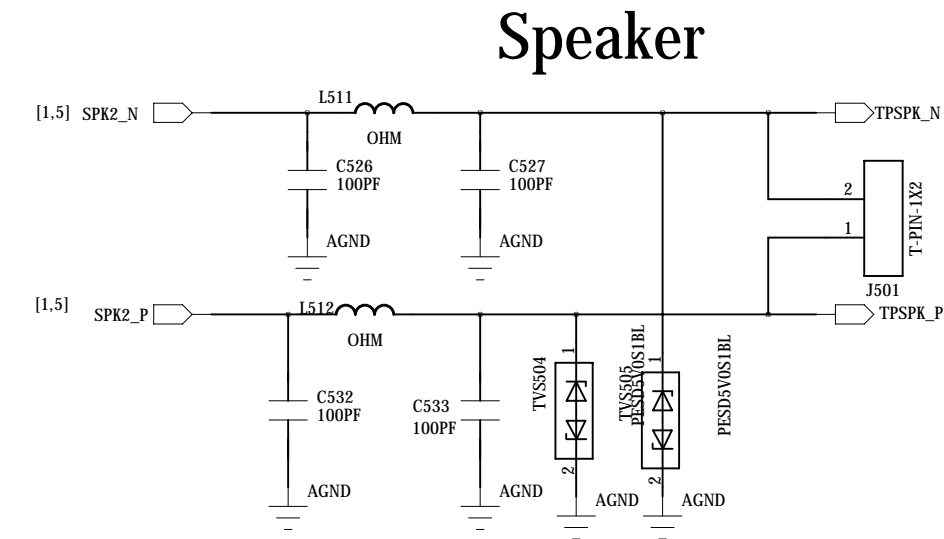 Speaker
[1,5] SPK2_N
L511
OHM
TPSPK_N
C526
100PF
C527
100PF
2
1
T-PIN-1X2
J501
AGND
AGND
[1,5]
SPK2_P
L512
OHM
TPSPK_P
C532
100PF
C533
100PF
TVS504
1
2
PESD5V0S1BL
TVS505
1
2
PESD5V0S1BL
AGND
AGND
AGND
AGND